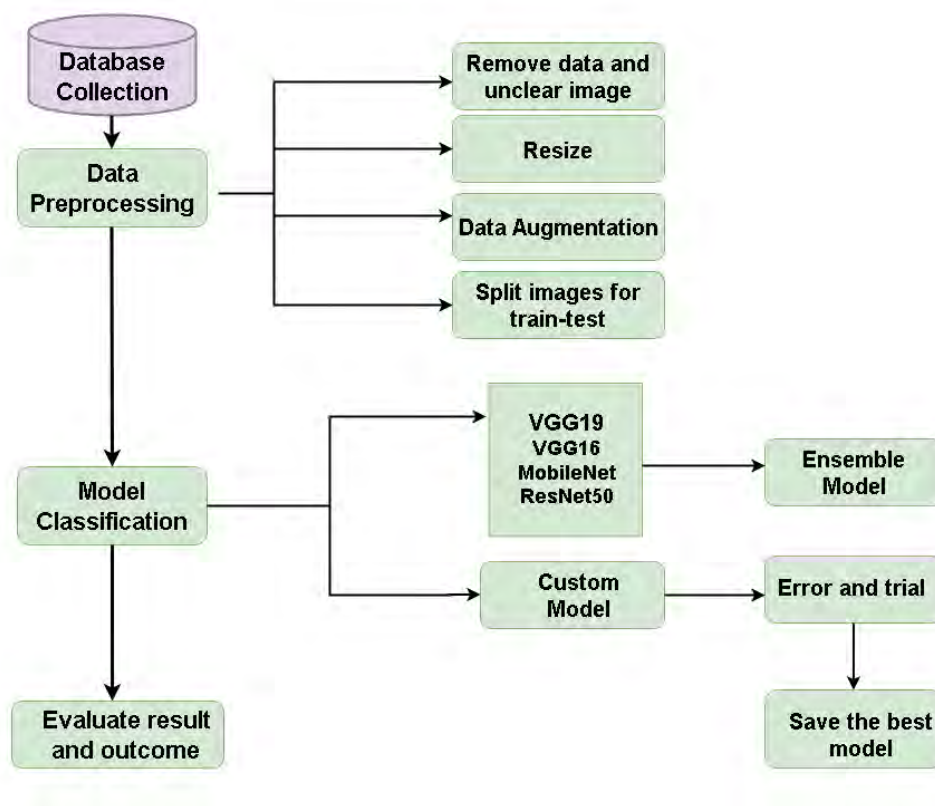 Database
Collection
Remove data and
unclear image
Resize
Data
Preprocessing
Data Augmentation
Split images for
train-test
VGG19
VGG16
MobileNet
ResNet50
Ensemble
Model
Model
Classification
Custom
Model
Error and trial
Evaluate result
and outcome
Save the best
model